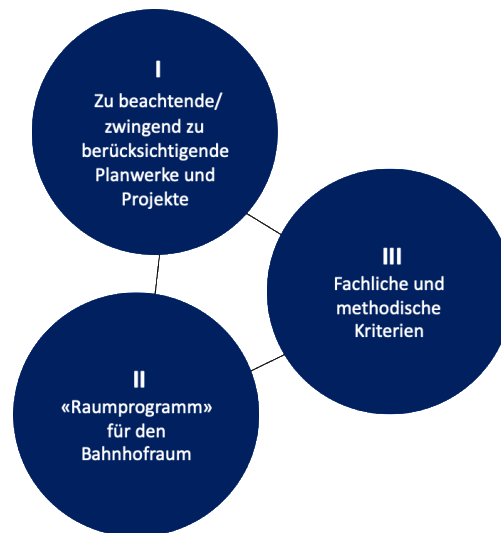 I
Zu beachtende/
zwingend zu
berücksichtigende
Planwerke und
Projekte
II
«Raumprogramm»
für den
Bahnhofraum
III
Fachliche und
methodische
Kriterien